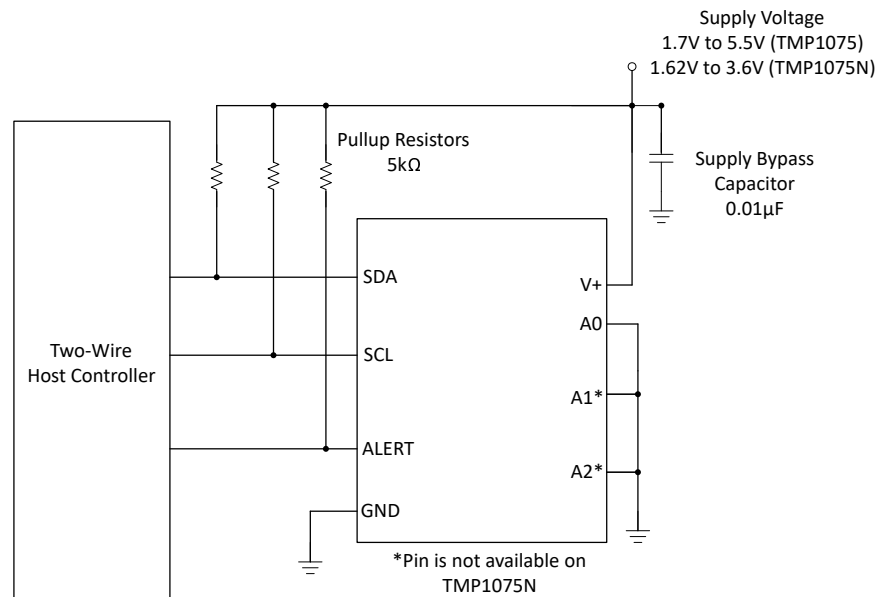 Supply Voltage
1.7V to 5.5V (TMP1075)
1.62V to 3.6V (TMP1075N)
Pullup Resistors
5kΩ
Supply Bypass
Capacitor
0.01µF
Two-Wire
Host Controller
SDA
SCL
ALERT
GND
V+
A0
A1*
A2*
*Pin is not available on
TMP1075N